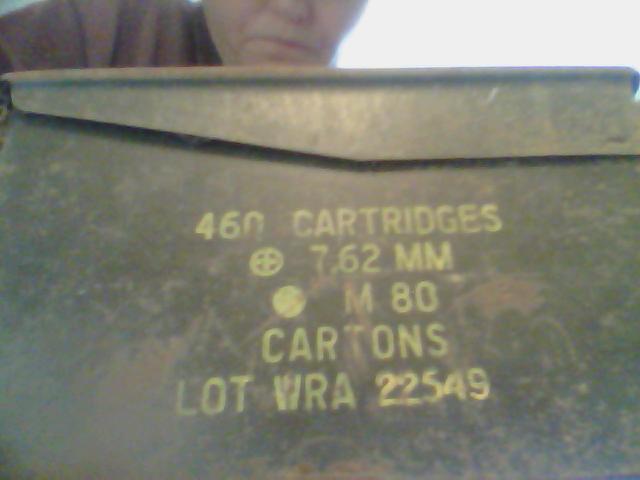 460 CARTRIDGES
⊕ 7.62 MM
M 80
CARTONS
LOT WRA 22549